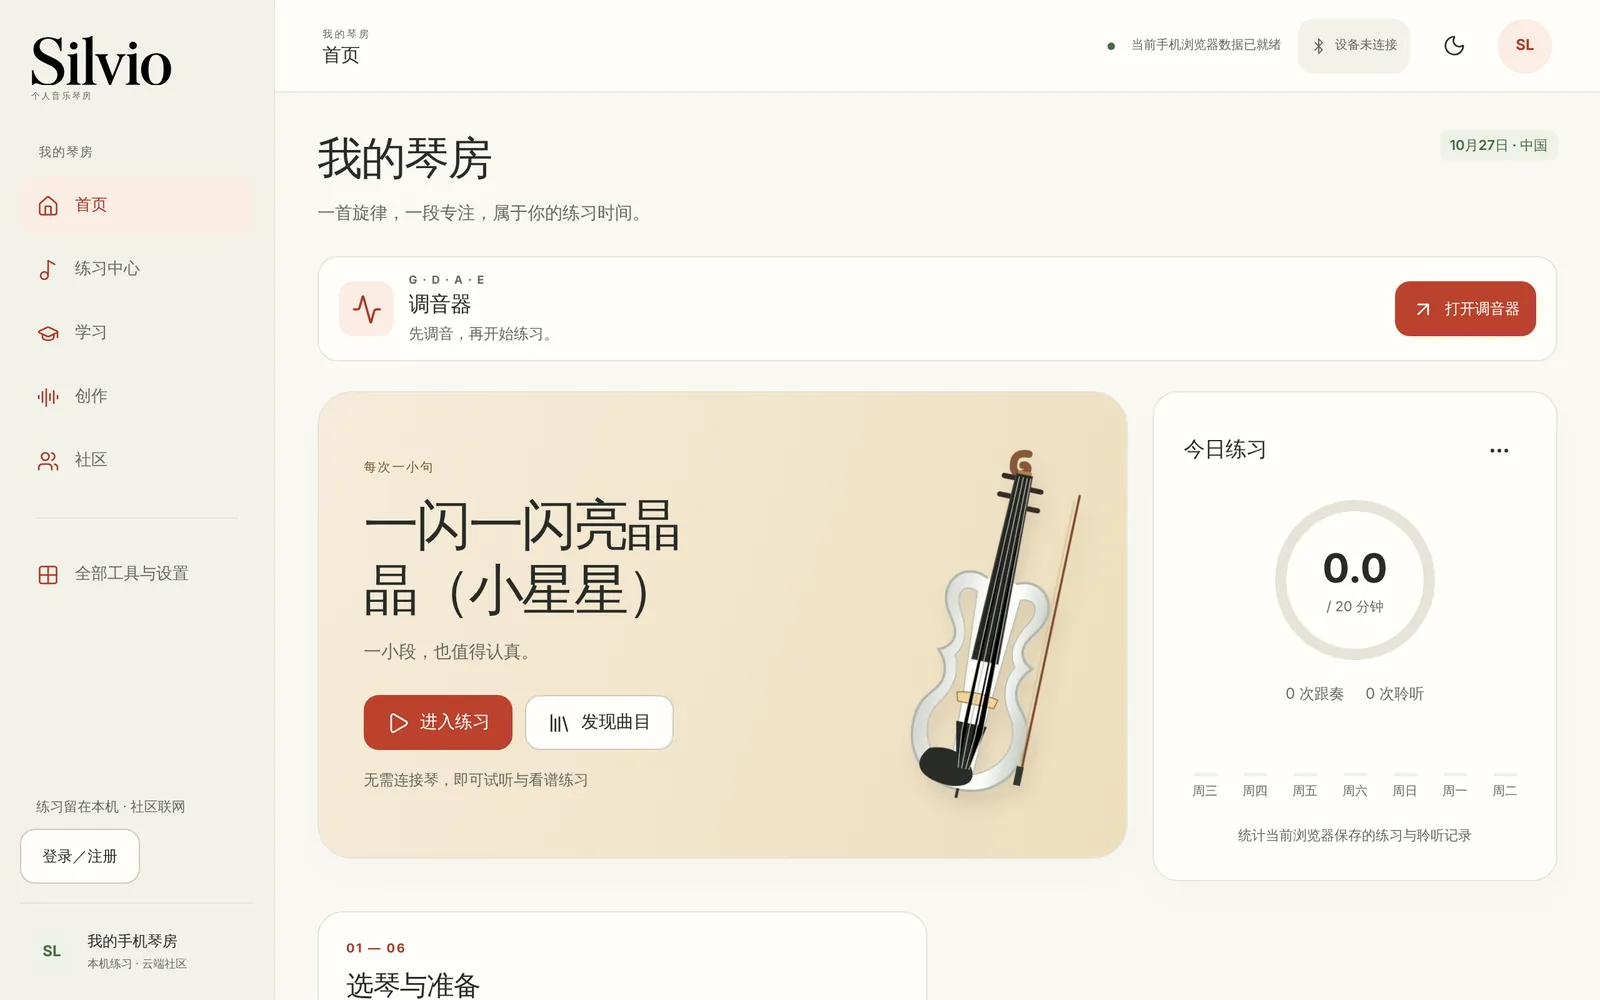 Silvio
个人音乐琴房
我的琴房
首页
练习中心
学习
创作
社区
全部工具与设置
练习留在本机 · 社区联网
登录／注册
SL
我的手机琴房
本机练习 · 云端社区
我的琴房
首页
当前手机浏览器数据已就绪
设备未连接
SL
我的琴房
10月27日 · 中国
一首旋律，一段专注，属于你的练习时间。
G · D · A · E
调音器
先调音，再开始练习。
打开调音器
每次一小句
一闪一闪亮晶
晶（小星星）
一小段，也值得认真。
进入练习
发现曲目
无需连接琴，即可试听与看谱练习
今日练习
0.0
/ 20 分钟
0 次跟奏 0 次聆听
周三 周四 周五 周六 周日 周一 周二
统计当前浏览器保存的练习与聆听记录
01 — 06
选琴与准备